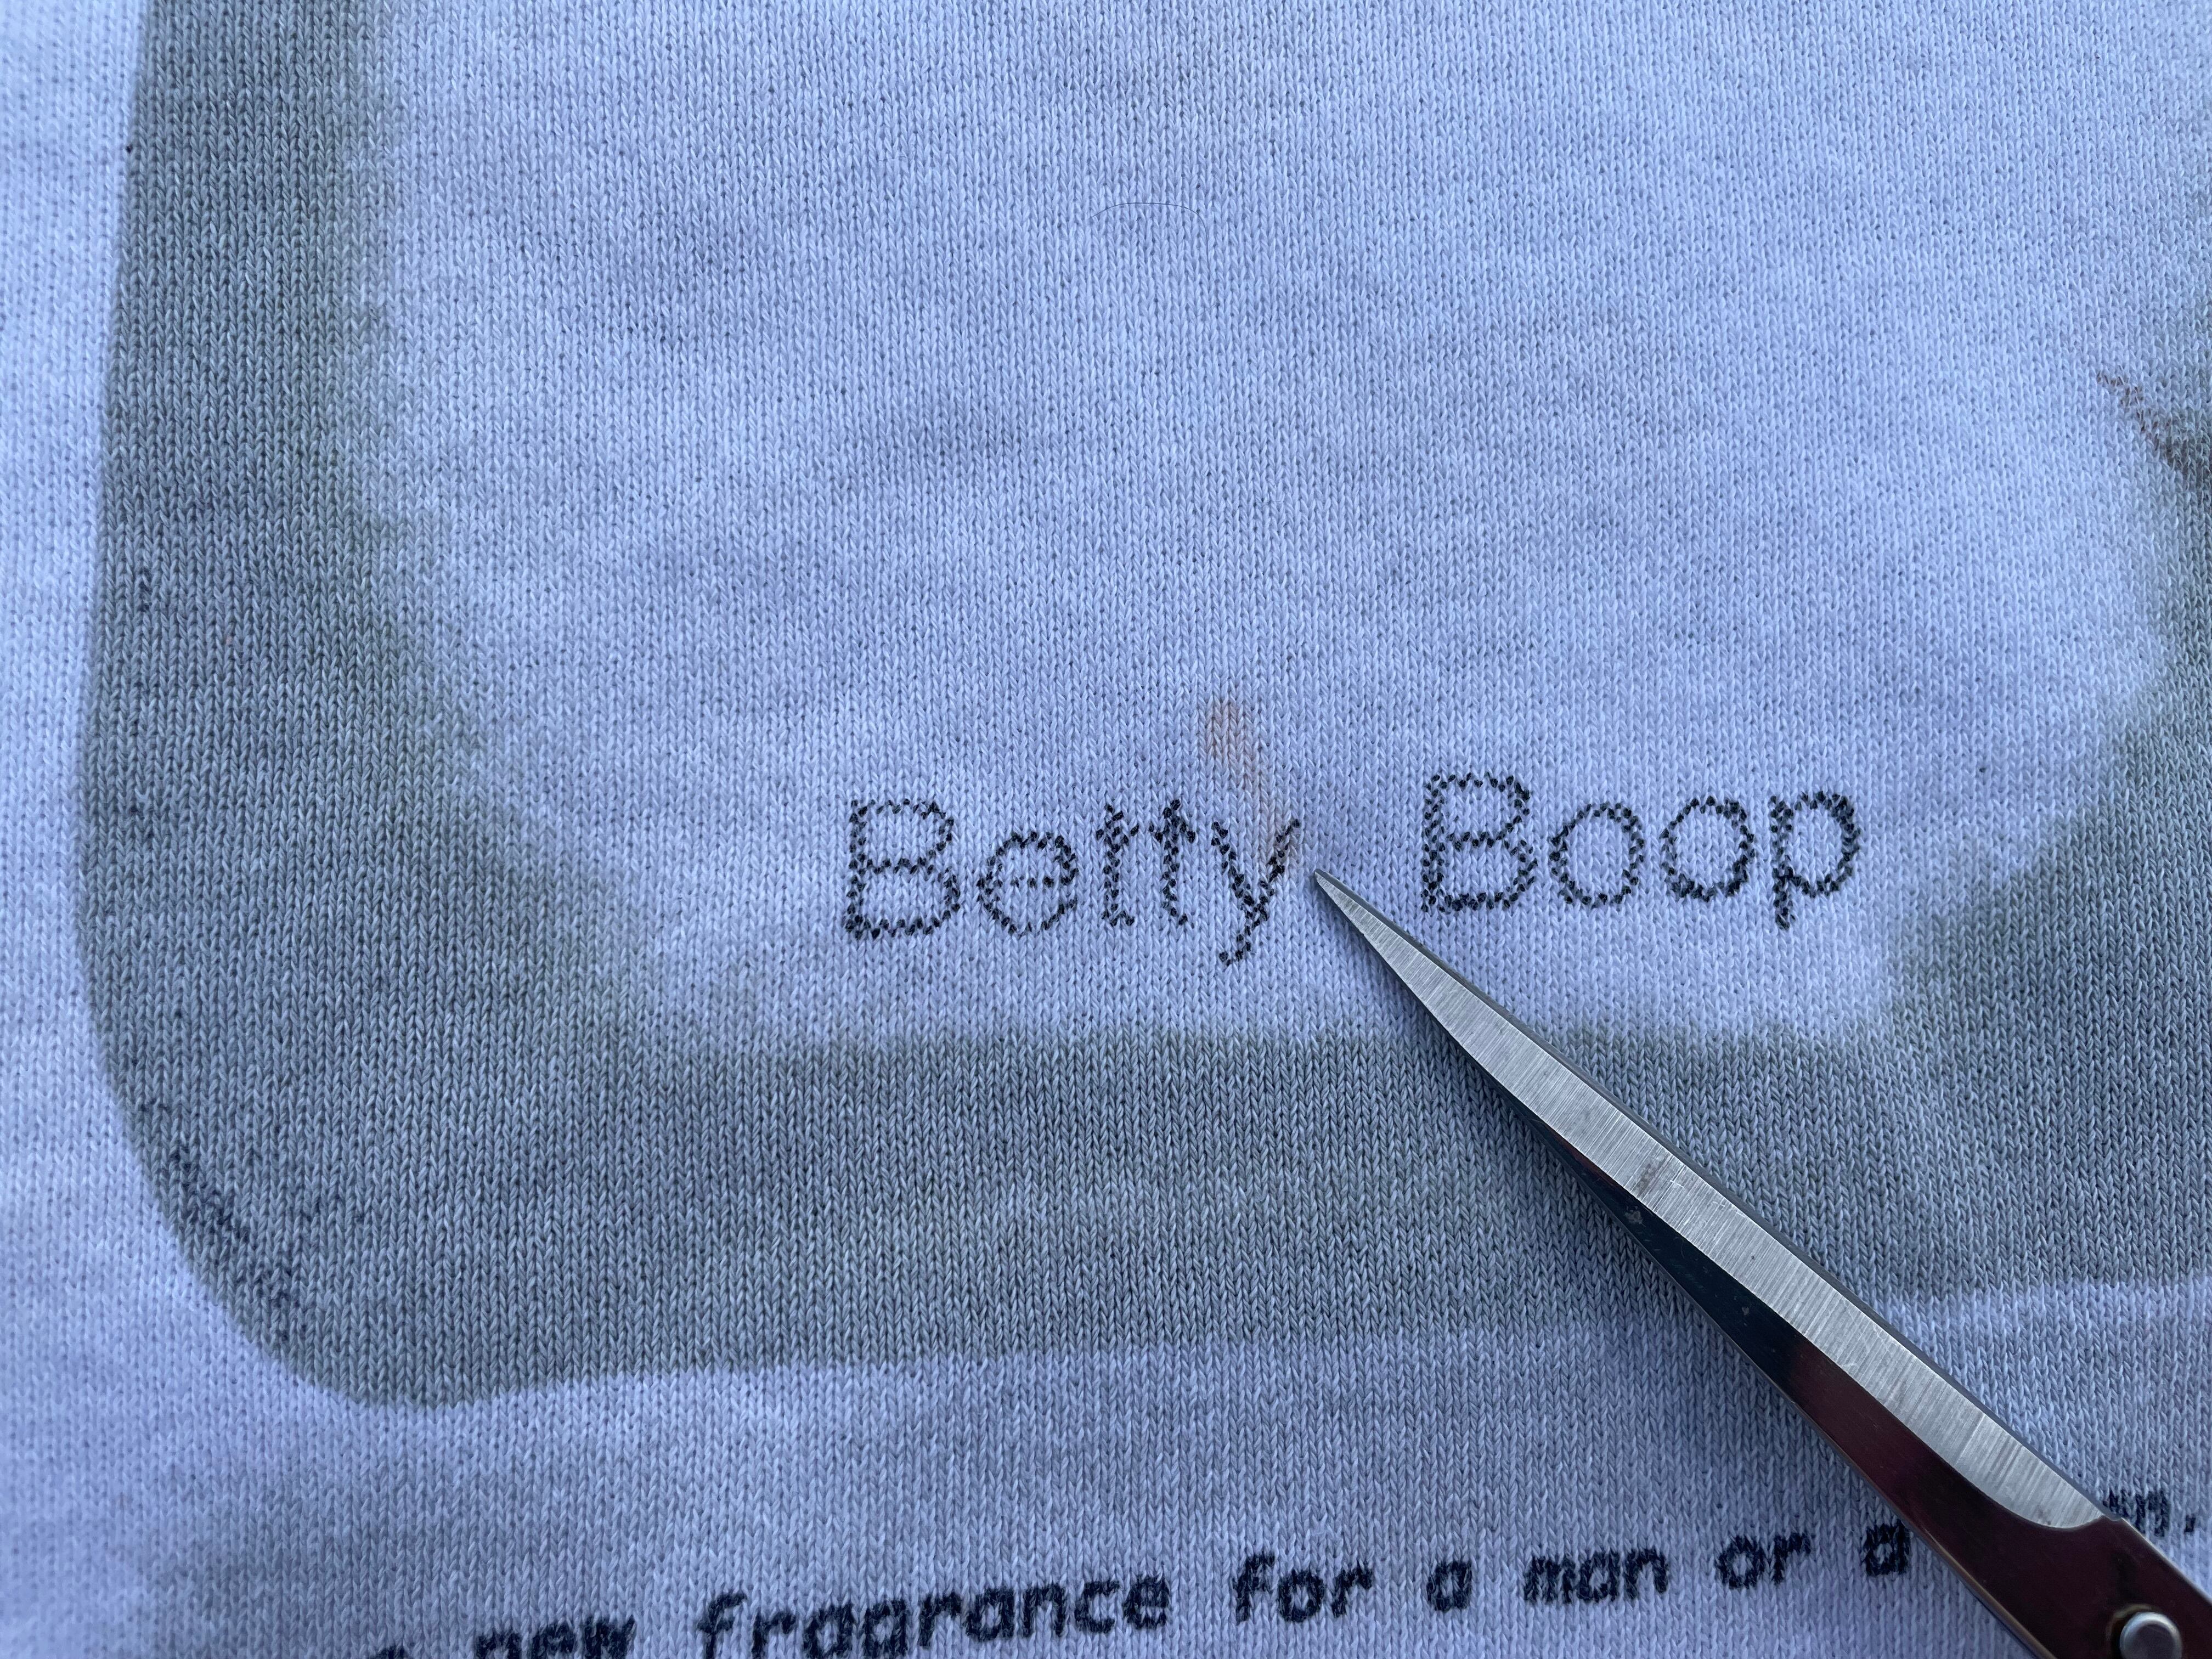 Betty Boop
new fragrance for a man or a